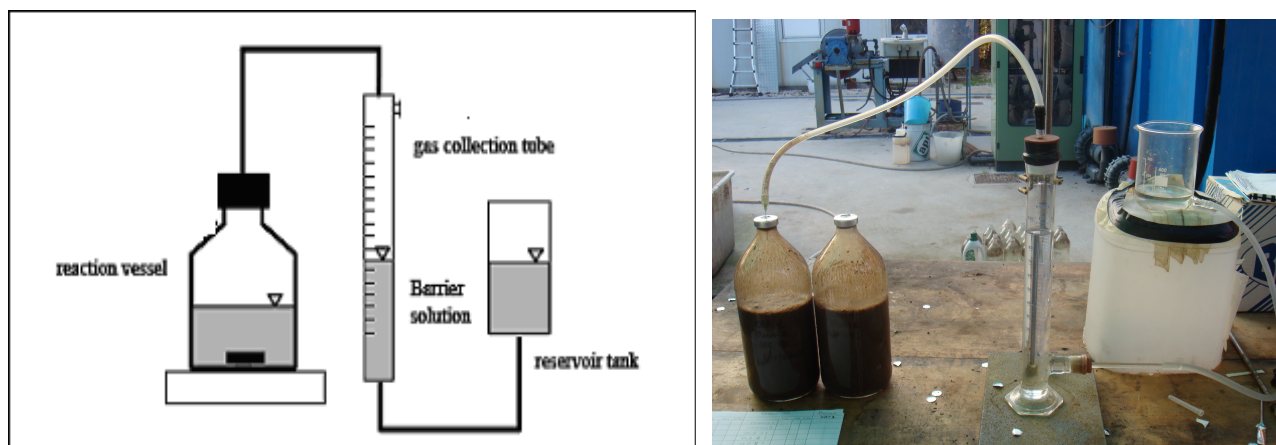 gas collection tube
reaction vessel
Barrier
solution
reservoir tank